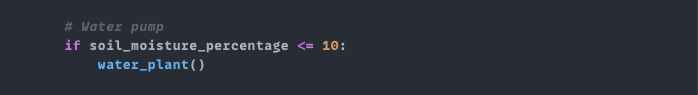 # Water pump
if soil_moisture_percentage <= 10:
    water_plant()